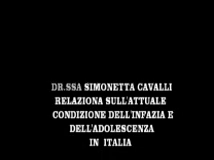 DR.SSA SIMONETTA CAVALLI
RELAZIONA SULL'ATTUALE
CONDIZIONE DELL'INFAZIA E
DELL'ADOLESCENZA
IN ITALIA